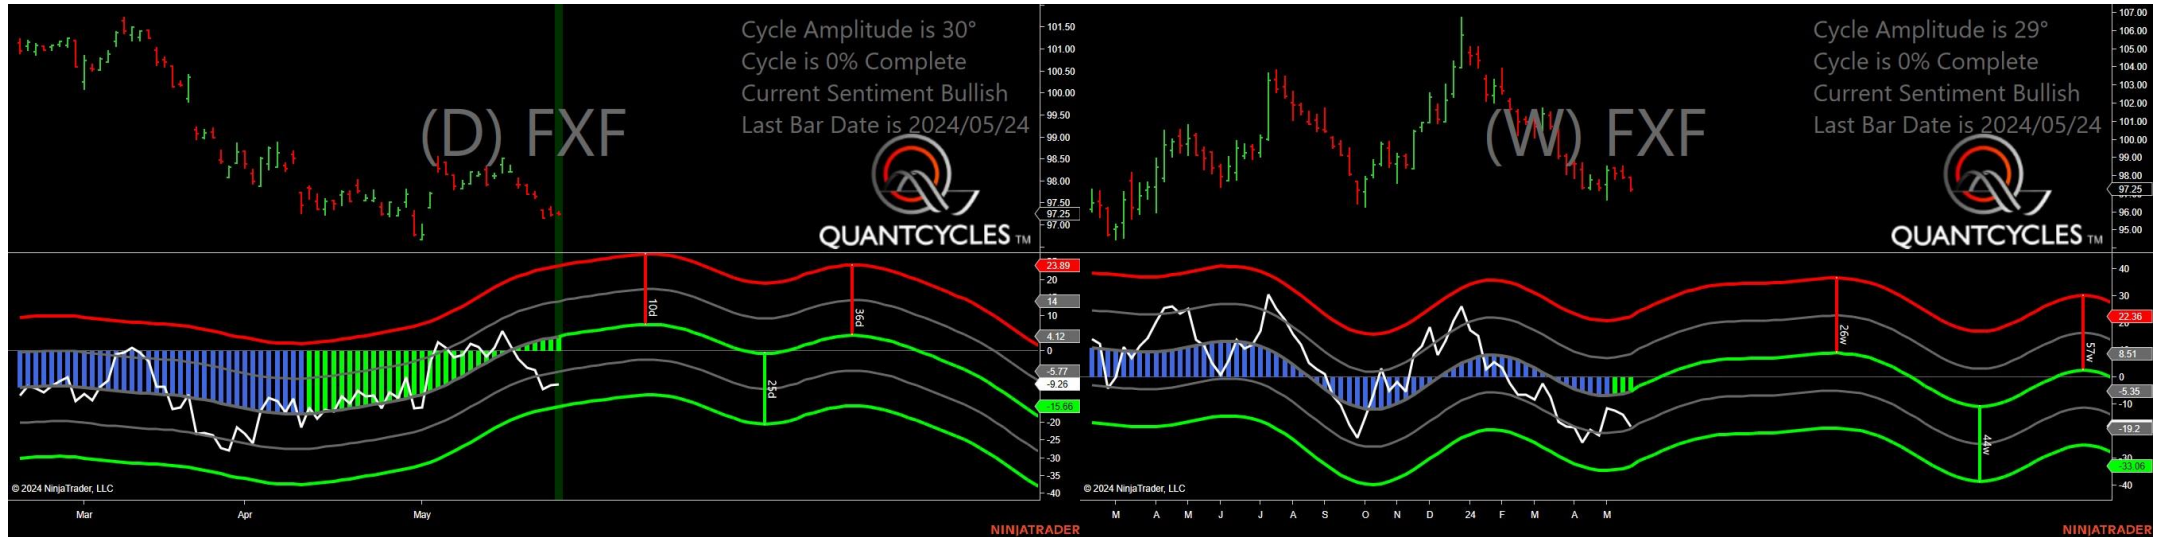 Cycle Amplitude is 30°
Cycle is 0% Complete
Current Sentiment Bullish
Last Bar Date is 2024/05/24
(D) FXF
QUANTCYCLES TM
101.50
101.00
100.50
100.00
99.50
99.00
98.50
98.00
97.50
97.25
97.00
23.89
20
14
10
4.12
0
-5.77
-9.26
-15.66
-20
-25
-30
-35
-40
10d
25d
36d
© 2024 NinjaTrader, LLC
Mar Apr May
NINJATRADER
Cycle Amplitude is 29°
Cycle is 0% Complete
Current Sentiment Bullish
Last Bar Date is 2024/05/24
(W) FXF
QUANTCYCLES TM
107.00
106.00
105.00
104.00
103.00
102.00
101.00
100.00
99.00
98.00
97.25
96.00
95.00
40
30
22.36
20
8.51
0
-5.35
-10
-19.2
-30
-33.06
-40
26w
44w
57w
© 2024 NinjaTrader, LLC
M A M J J A S O N D 24 F M A M
NINJATRADER